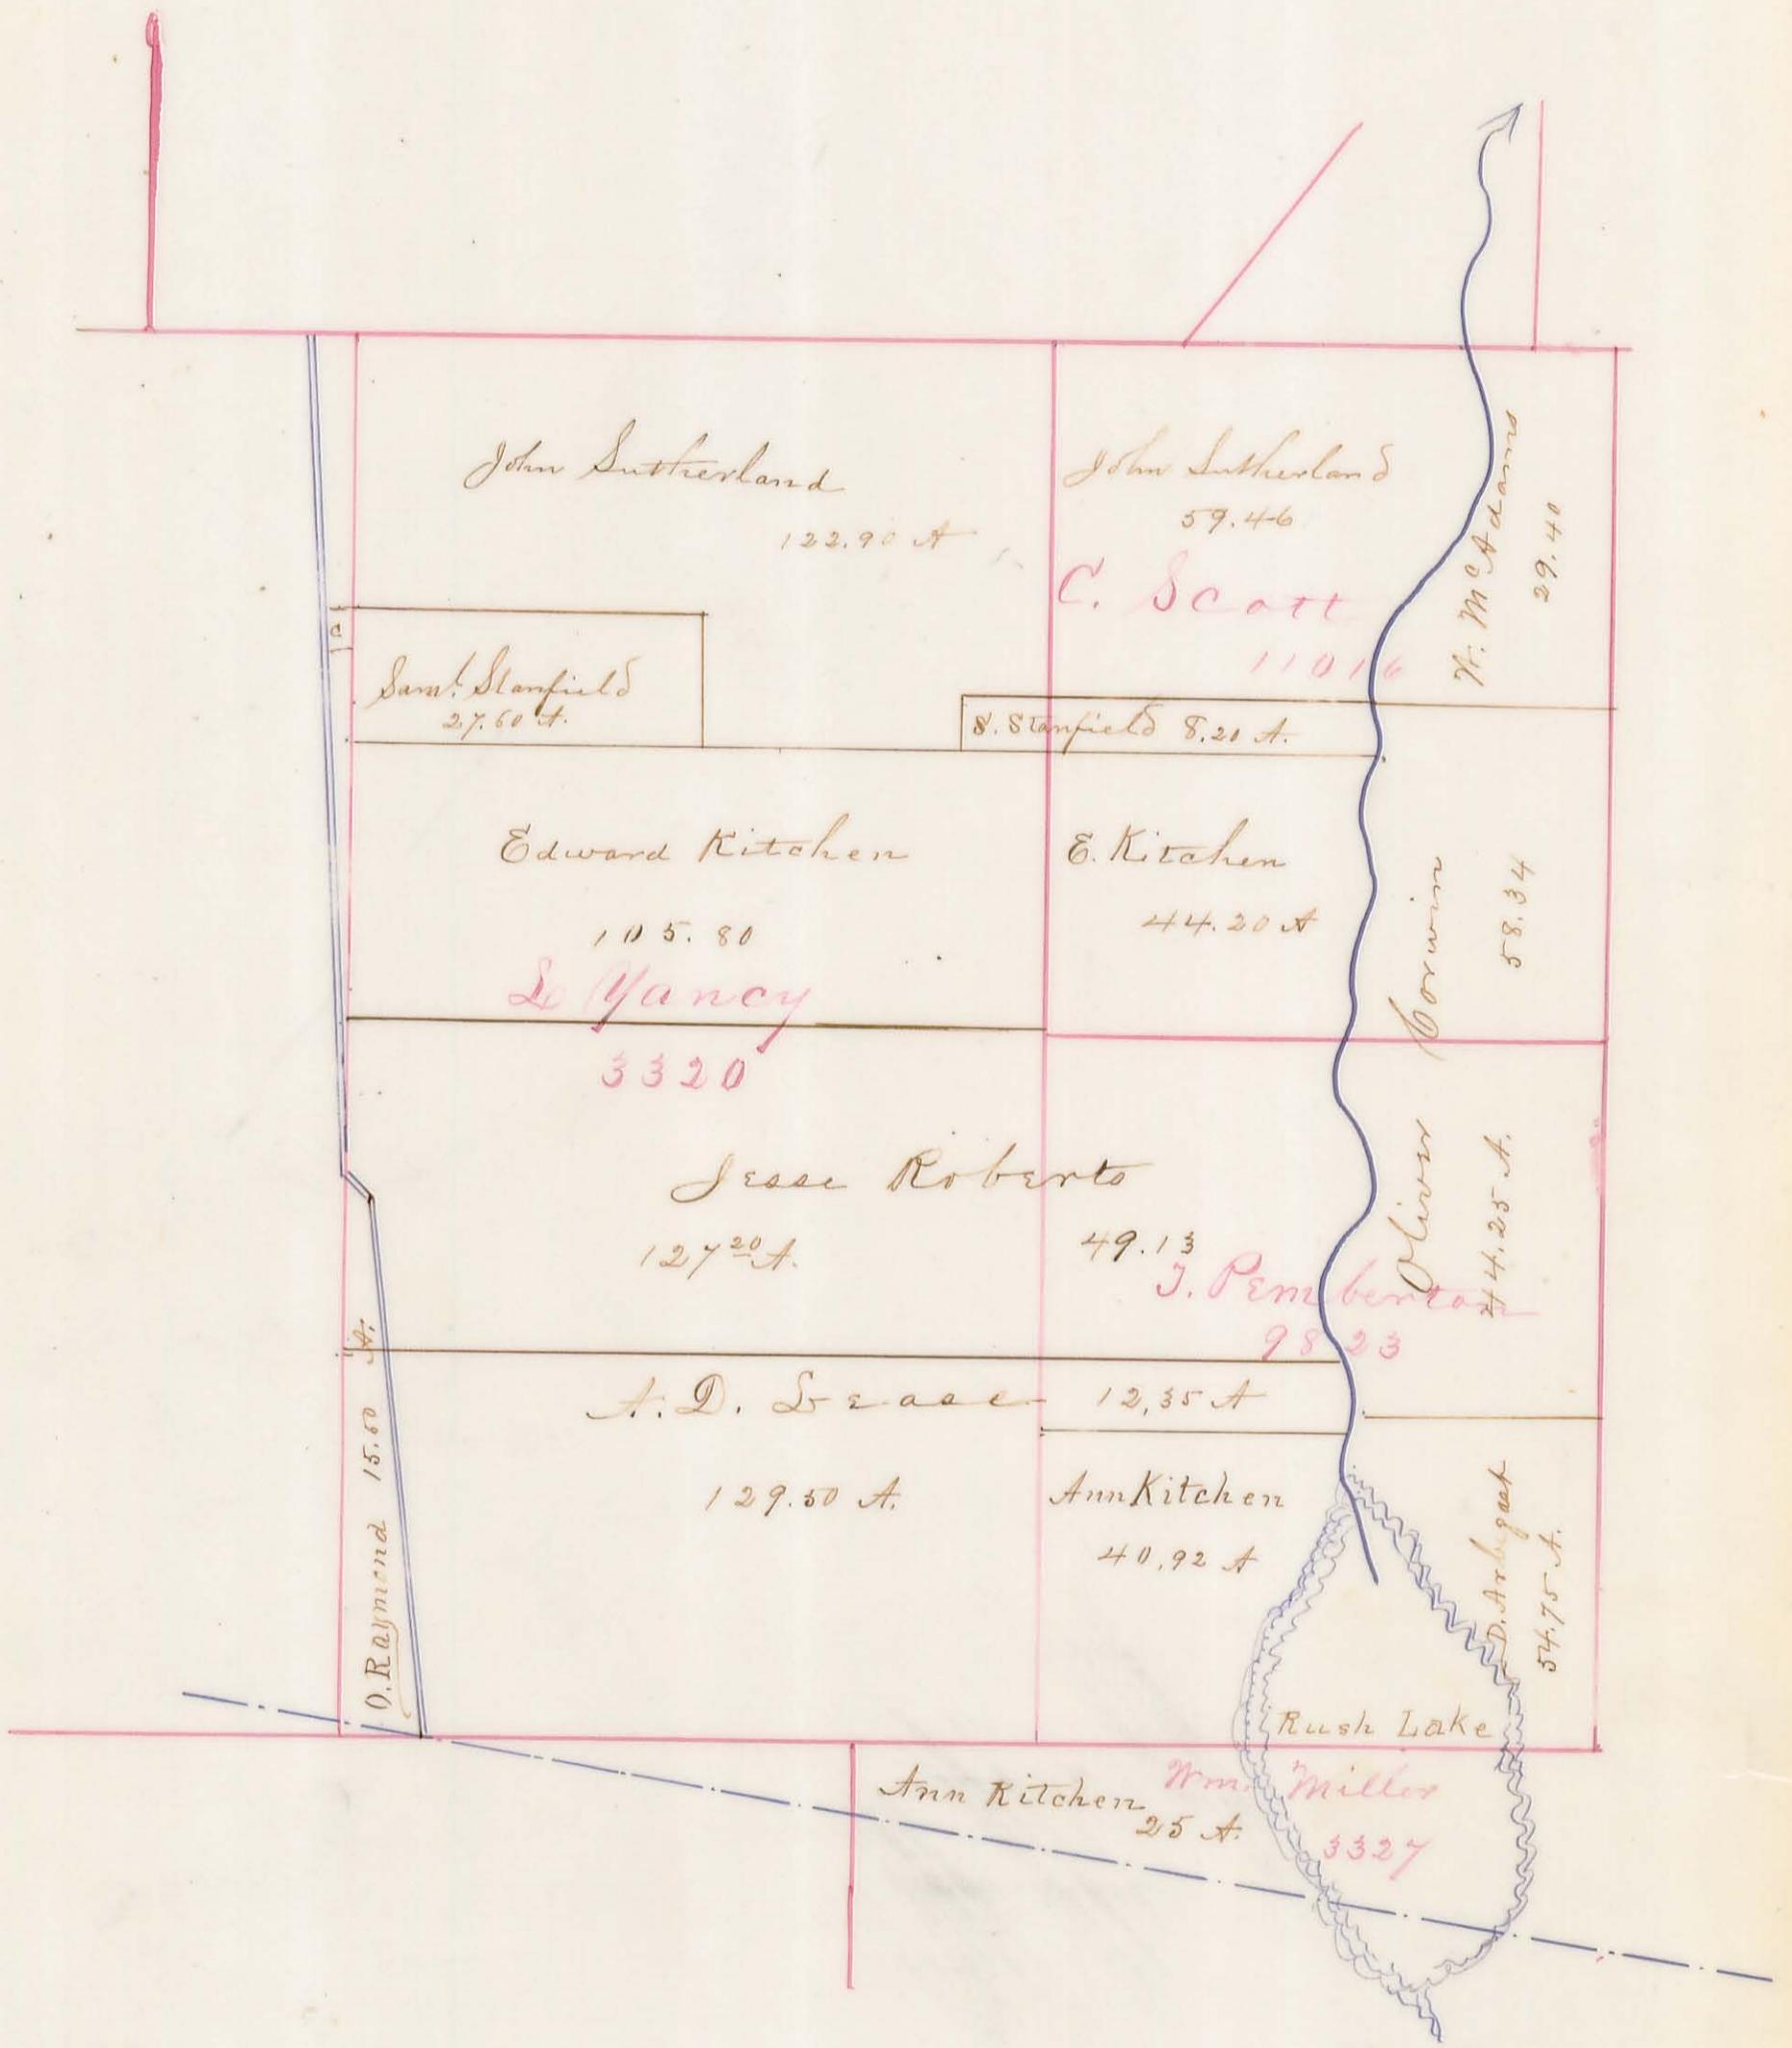 John Sutherland
122.90 A
John Sutherland
59.46
C. Scott
11016
McAdams
29.40
Saml. Stanfield
27.60 A.
S. Stanfield 8.20 A.
Edward Kitchen
105.80
E. Kitchen
44.20 A
Yancy
3320
Oliver Corwin
58.34
44.25 A.
Jesse Roberts
127 20 A.
49.13
T. Pemberton
9823
A. D. Lease
12.35 A
129.50 A.
Ann Kitchen
40.92 A
O. Raymond 15.60 A.
D. Arbigast
54.75 A.
Rush Lake
Ann Kitchen
25 A.
Wm. Miller
3327